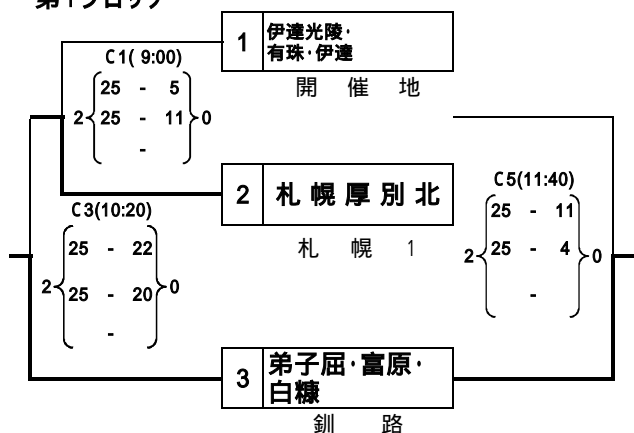 第1ブロック
1 伊達光陵・
有珠・伊達
開 催 地
C1( 9:00)
25 - 5
2 25 - 11 0
-
2 札幌厚別北
札 幌 1
C3(10:20)
25 - 22
2 25 - 20 0
-
C5(11:40)
25 - 11
2 25 - 4 0
-
3 弟子屈・富原・
白糠
釧 路